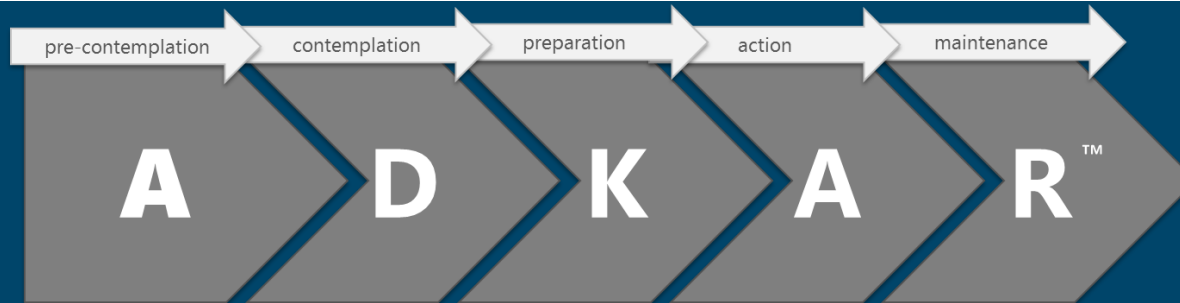 pre-contemplation contemplation preparation action maintenance
A D K A R™